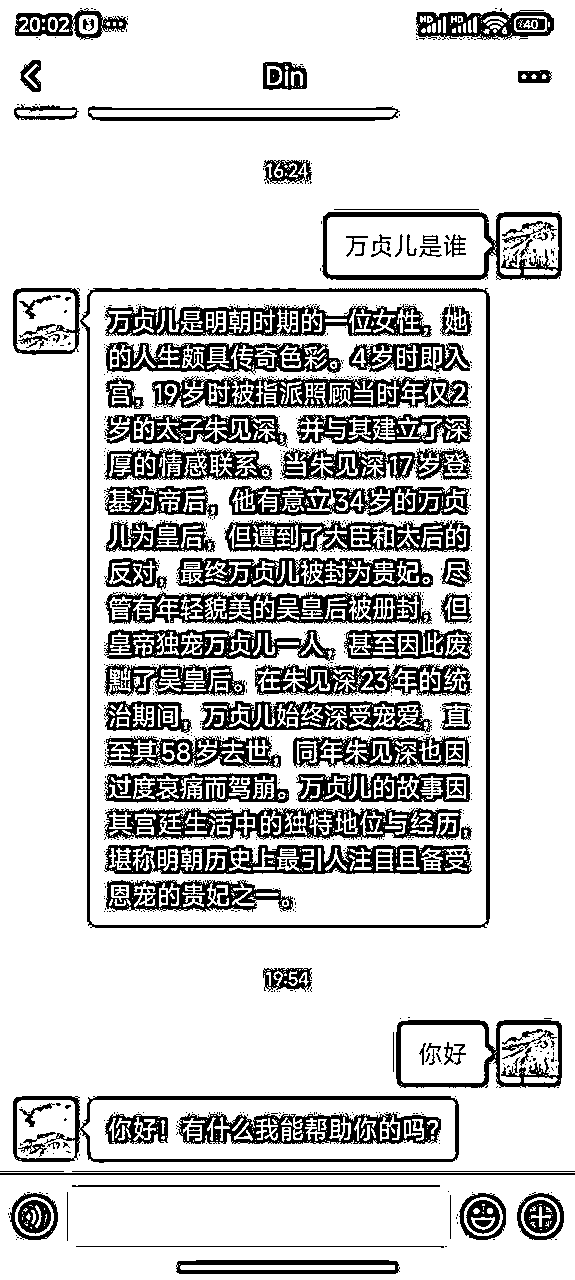 20:02
HD HD 40
Din
16:24
万贞儿是谁
万贞儿是明朝时期的一位女性，她
的人生颇具传奇色彩。4岁时即入
宫，19岁时被指派照顾当时年仅2
岁的太子朱见深，并与其建立了深
厚的情感联系。当朱见深17岁登
基为帝后，他有意立34岁的万贞
儿为皇后，但遭到了大臣和太后的
反对，最终万贞儿被封为贵妃。尽
管有年轻貌美的吴皇后被册封，但
皇帝独宠万贞儿一人，甚至因此废
黜了吴皇后。在朱见深23年的统
治期间，万贞儿始终深受宠爱，直
至其58岁去世，同年朱见深也因
过度哀痛而驾崩。万贞儿的故事因
其宫廷生活中的独特地位与经历，
堪称明朝历史上最引人注目且备受
恩宠的贵妃之一。
19:54
你好
你好！有什么我能帮助你的吗？